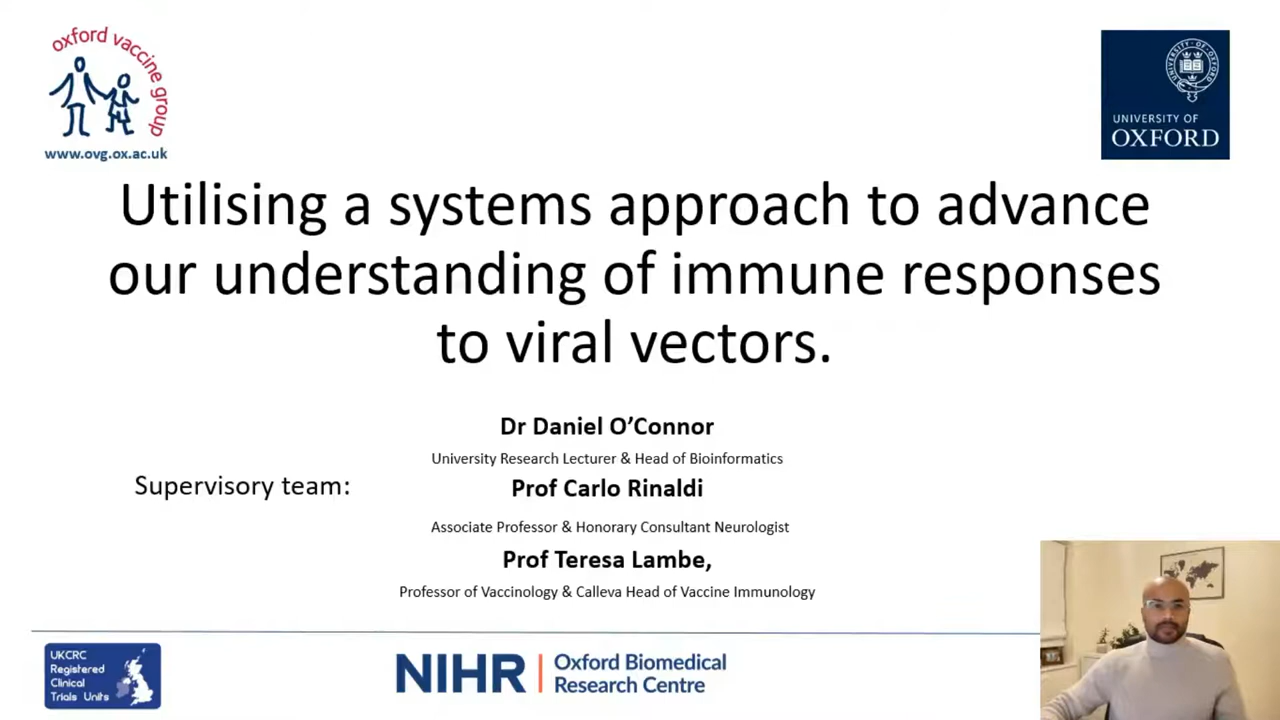 oxford vaccine group
www.ovg.ox.ac.uk
UNIVERSITY OF OXFORD
UNIVERSITY OF
OXFORD
Utilising a systems approach to advance
our understanding of immune responses
to viral vectors.
Supervisory team:
Dr Daniel O’Connor
University Research Lecturer & Head of Bioinformatics
Prof Carlo Rinaldi
Associate Professor & Honorary Consultant Neurologist
Prof Teresa Lambe,
Professor of Vaccinology & Calleva Head of Vaccine Immunology
UKCRC
Registered
Clinical
Trials Units
NIHR | Oxford Biomedical
Research Centre